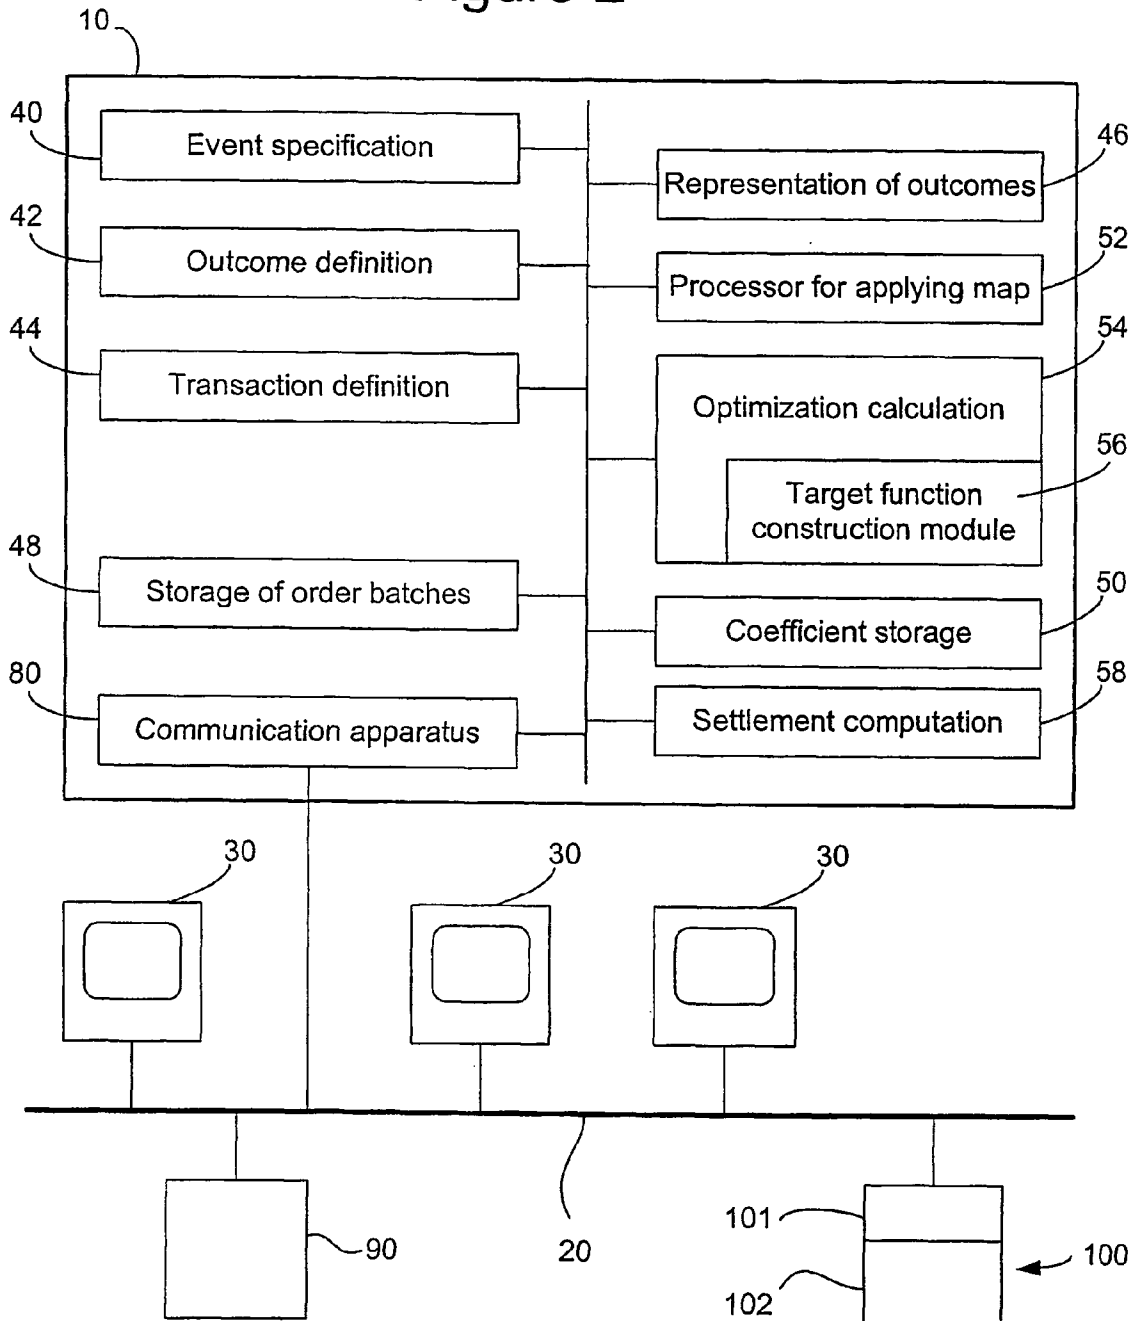 10
40
Event specification
46
Representation of outcomes
42
Outcome definition
52
Processor for applying map
44
Transaction definition
54
Optimization calculation
56
Target function
construction module
48
Storage of order batches
50
Coefficient storage
80
Communication apparatus
58
Settlement computation
30
30
30
101
90
20
100
102